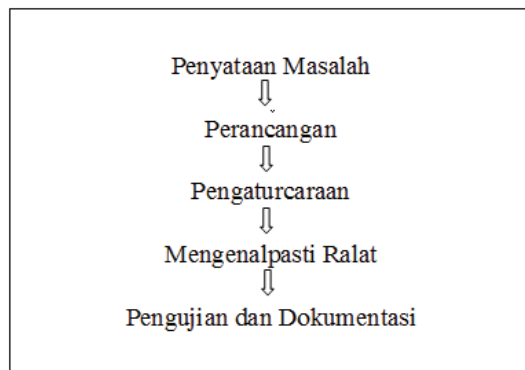 Penyataan Masalah
Perancangan
Pengaturcaraan
Mengenalpasti Ralat
Pengujian dan Dokumentasi